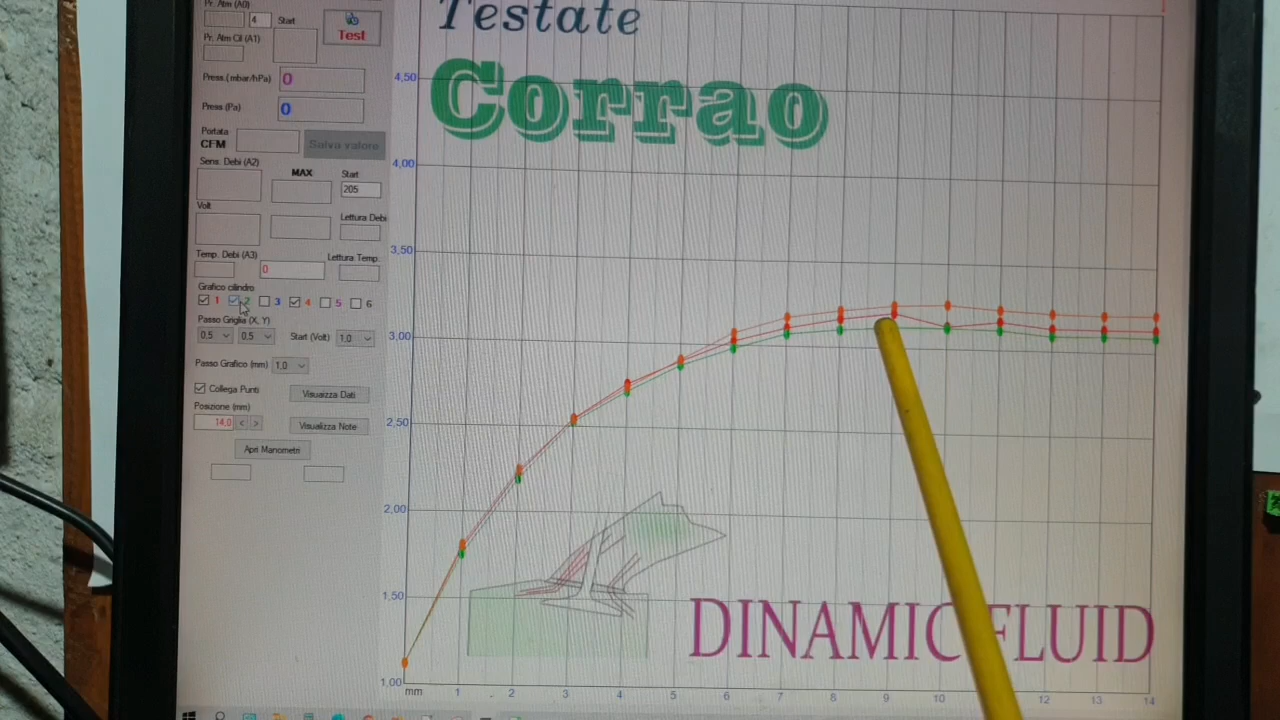 Pr. Atm (A0)
4 Start
Test
Pr. Atm Cil (A1)
Press.( mbar/hPa) 0
Press (Pa) 0
Portata
CFM Salva valore
Sens. Debi (A2)
MAX Start
205
Volt
Lettura Debi
Temp. Debi (A3) Lettura Temp.
0
Grafico cilindro
1 2 3 4 5 6
Passo Griglia (X, Y)
0,5 0,5 Start (Volt) 1,0
Passo Grafico (mm) 1,0
Collega Punti Visualizza Dati
Posizione (mm)
14,0 < > Visualizza Note
Apri Manometri
Testate
Corrao
4,50
4,00
3,50
3,00
2,50
2,00
1,50
1,00
DINAMIC FLUID
mm 1 2 3 4 5 6 7 8 9 10 12 13 14